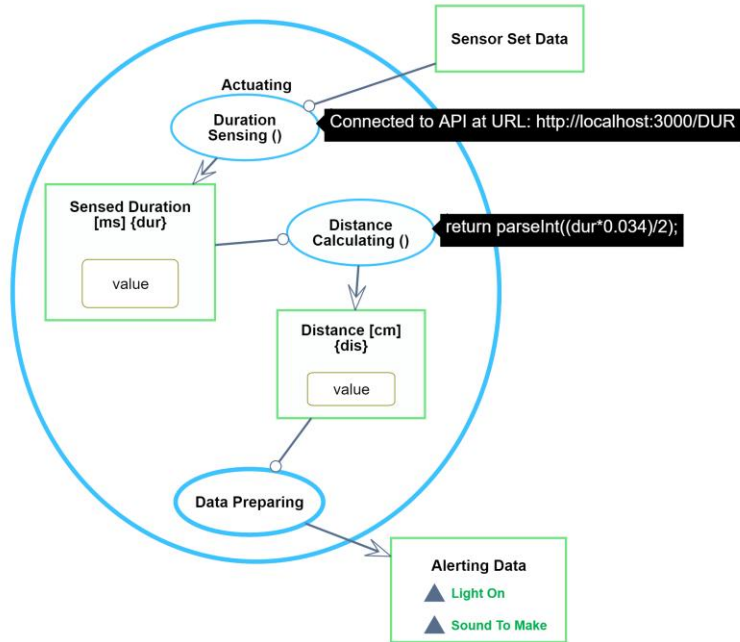 Sensor Set Data
Actuating
Duration
Sensing ()
Connected to API at URL: http://localhost:3000/DUR
Sensed Duration
[ms] {dur}
value
Distance
Calculating ()
return parseInt((dur*0.034)/2);
Distance [cm]
{dis}
value
Data Preparing
Alerting Data
Light On
Sound To Make